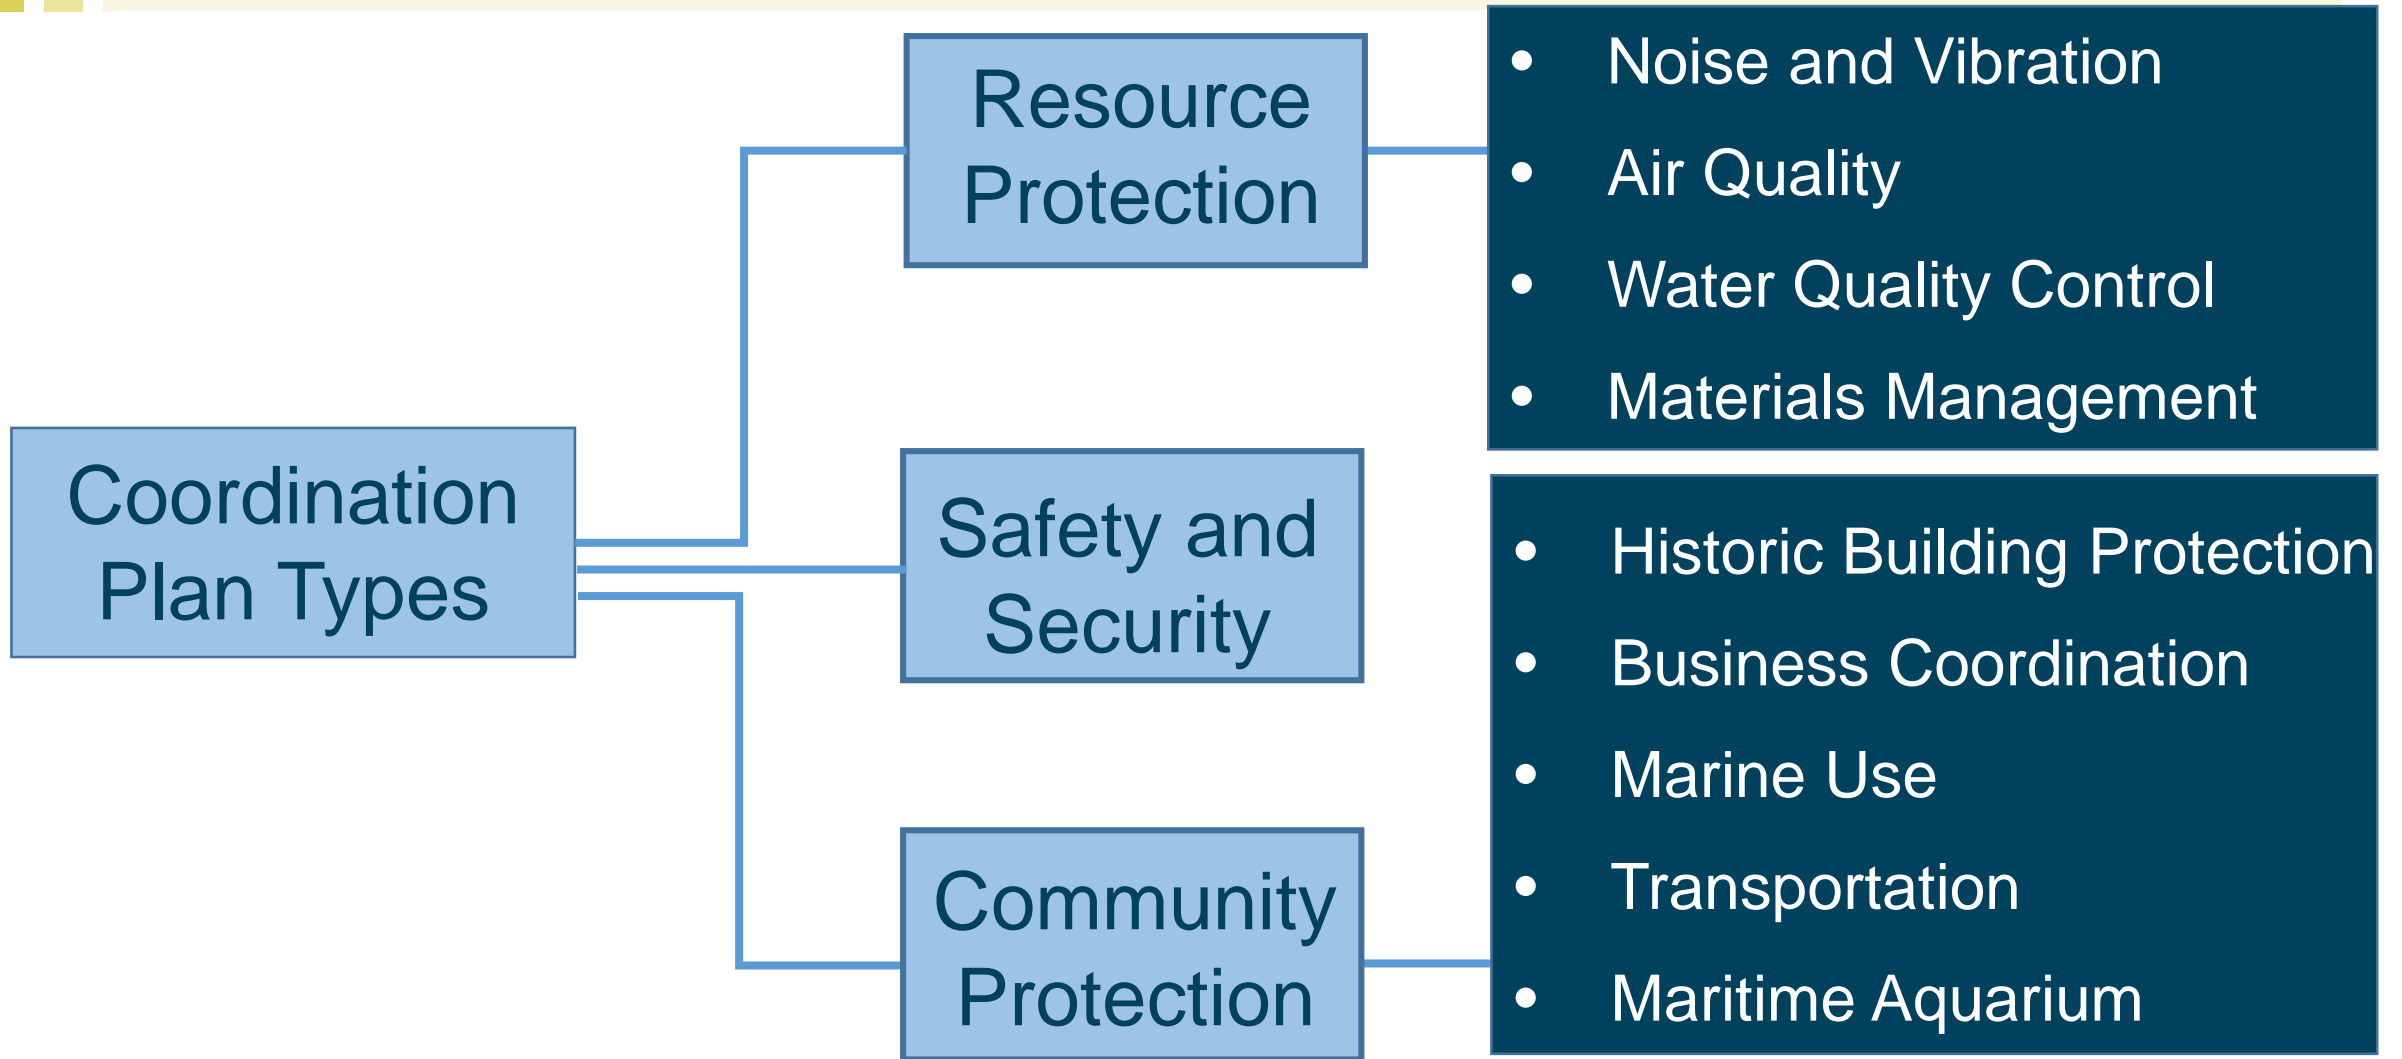 Coordination
Plan Types
Resource
Protection
• Noise and Vibration
• Air Quality
• Water Quality Control
• Materials Management
Safety and
Security
Community
Protection
• Historic Building Protection
• Business Coordination
• Marine Use
• Transportation
• Maritime Aquarium